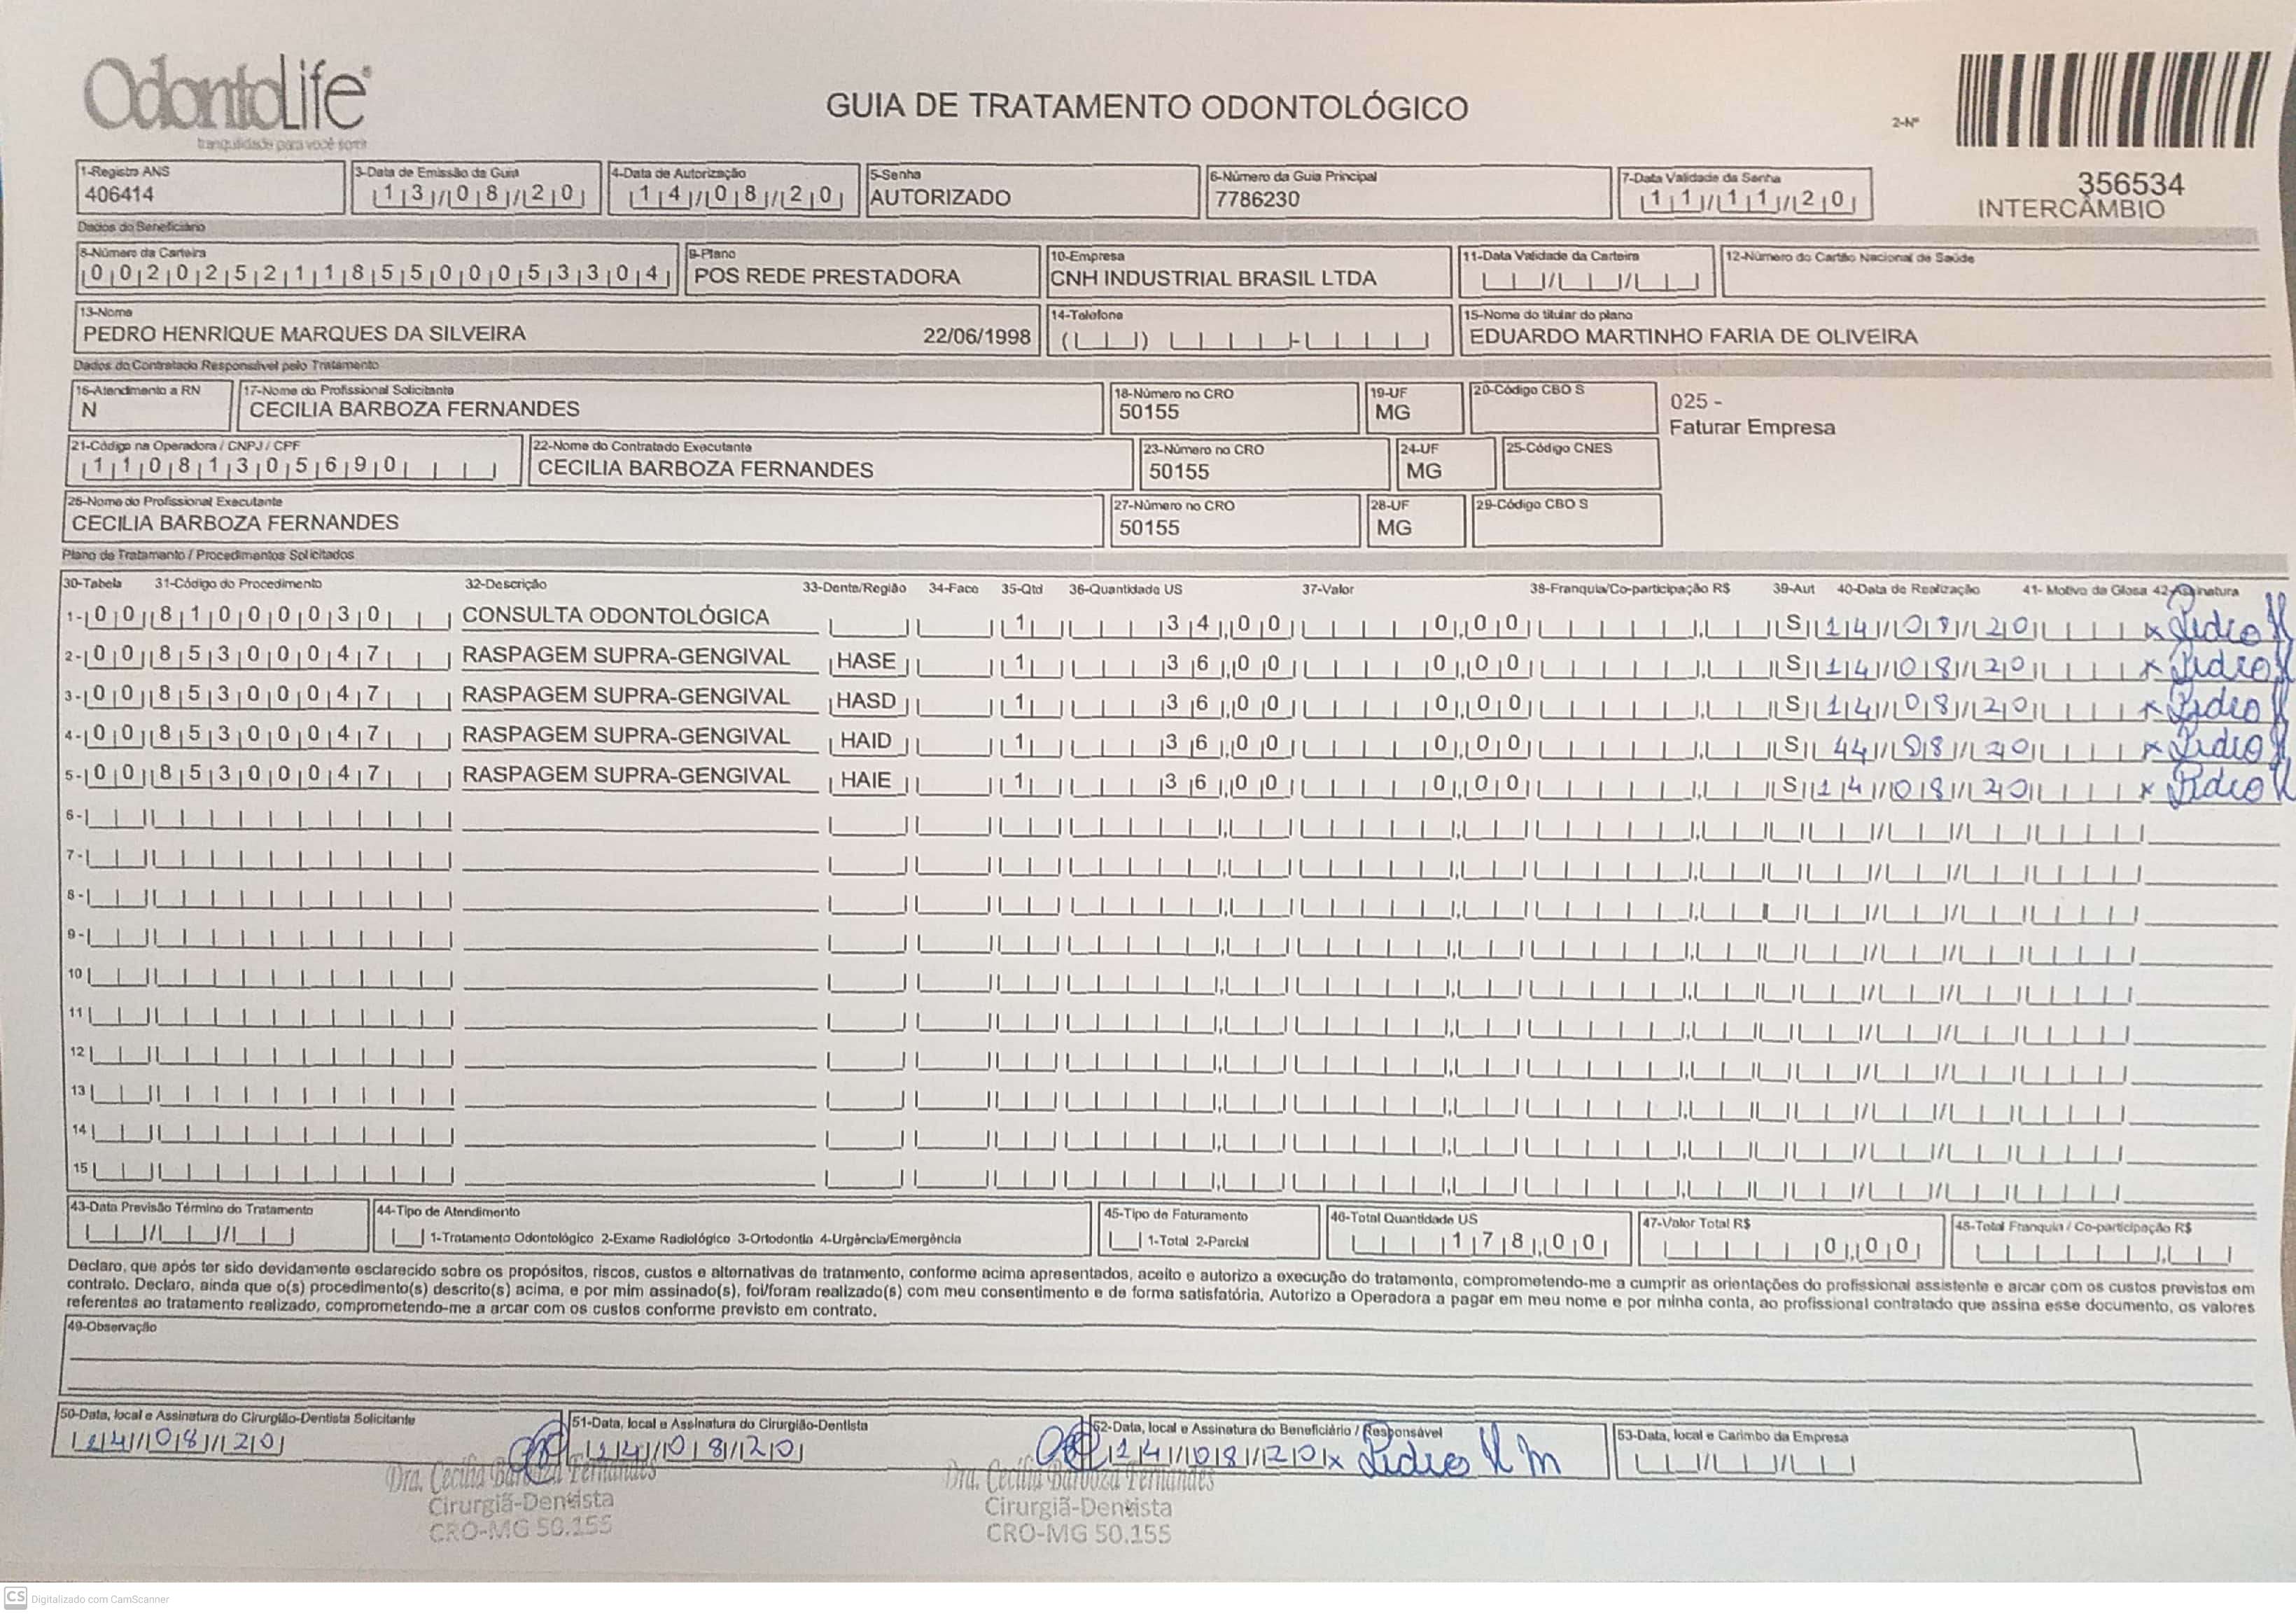 OdontoLife®
tranquilidade para você sorrir
GUIA DE TRATAMENTO ODONTOLÓGICO
2-Nº
356534
INTERCÂMBIO
1-Registro ANS
406414
3-Data de Emissão da Guia
13/08/20
4-Data de Autorização
14/08/20
5-Senha
AUTORIZADO
6-Número da Guia Principal
7786230
7-Data Validade da Senha
11/11/20
Dados do Beneficiário
8-Número da Carteira
00202521185500053304
9-Plano
POS REDE PRESTADORA
10-Empresa
CNH INDUSTRIAL BRASIL LTDA
11-Data Validade da Carteira
12-Número do Cartão Nacional de Saúde
13-Nome
PEDRO HENRIQUE MARQUES DA SILVEIRA 22/06/1998
14-Telefone
15-Nome do titular do plano
EDUARDO MARTINHO FARIA DE OLIVEIRA
Dados do Contratado Responsável pelo Tratamento
16-Atendimento a RN
N
17-Nome do Profissional Solicitante
CECILIA BARBOZA FERNANDES
18-Número no CRO
50155
19-UF
MG
20-Código CBO S
025 -
Faturar Empresa
21-Código na Operadora / CNPJ / CPF
11081305690
22-Nome do Contratado Executante
CECILIA BARBOZA FERNANDES
23-Número no CRO
50155
24-UF
MG
25-Código CNES
26-Nome do Profissional Executante
CECILIA BARBOZA FERNANDES
27-Número no CRO
50155
28-UF
MG
29-Código CBO S
Plano de Tratamento / Procedimentos Solicitados
30-Tabela 31-Código do Procedimento 32-Descrição 33-Dente/Região 34-Face 35-Qtd 36-Quantidade US 37-Valor 38-Franquia/Co-participação R$ 39-Aut 40-Data de Realização 41- Motivo da Glosa 42-Assinatura
1- 00 81000030 CONSULTA ODONTOLÓGICA 1 34,00 0,00 S 14/08/20 x Pedro H
2- 00 85300047 RASPAGEM SUPRA-GENGIVAL HASE 1 36,00 0,00 S 14/08/20 x Pedro H
3- 00 85300047 RASPAGEM SUPRA-GENGIVAL HASD 1 36,00 0,00 S 14/08/20 x Pedro H
4- 00 85300047 RASPAGEM SUPRA-GENGIVAL HAID 1 36,00 0,00 S 14/08/20 x Pedro H
5- 00 85300047 RASPAGEM SUPRA-GENGIVAL HAIE 1 36,00 0,00 S 14/08/20 x Pedro H
6-
7-
8-
9-
10
11
12
13
14
15
43-Data Previsão Término do Tratamento
44-Tipo de Atendimento
1-Tratamento Odontológico 2-Exame Radiológico 3-Ortodontia 4-Urgência/Emergência
45-Tipo de Faturamento
1-Total 2-Parcial
46-Total Quantidade US
178,00
47-Valor Total R$
0,00
48-Total Franquia / Co-participação R$
Declaro, que após ter sido devidamente esclarecido sobre os propósitos, riscos, custos e alternativas de tratamento, conforme acima apresentados, aceito e autorizo a execução do tratamento, comprometendo-me a cumprir as orientações do profissional assistente e arcar com os custos previstos em
contrato. Declaro, ainda que o(s) procedimento(s) descrito(s) acima, e por mim assinado(s), foi/foram realizado(s) com meu consentimento e de forma satisfatória. Autorizo a Operadora a pagar em meu nome e por minha conta, ao profissional contratado que assina esse documento, os valores
referentes ao tratamento realizado, comprometendo-me a arcar com os custos conforme previsto em contrato.
49-Observação
50-Data, local e Assinatura do Cirurgião-Dentista Solicitante
14/08/20
51-Data, local e Assinatura do Cirurgião-Dentista
14/08/20
52-Data, local e Assinatura do Beneficiário / Responsável
14/08/20 x Pedro H M
53-Data, local e Carimbo da Empresa
Dra. Cecilia Barboza Fernandes
Cirurgiã-Dentista
CRO-MG 50.155
Dra. Cecilia Barboza Fernandes
Cirurgiã-Dentista
CRO-MG 50.155
CS Digitalizado com CamScanner